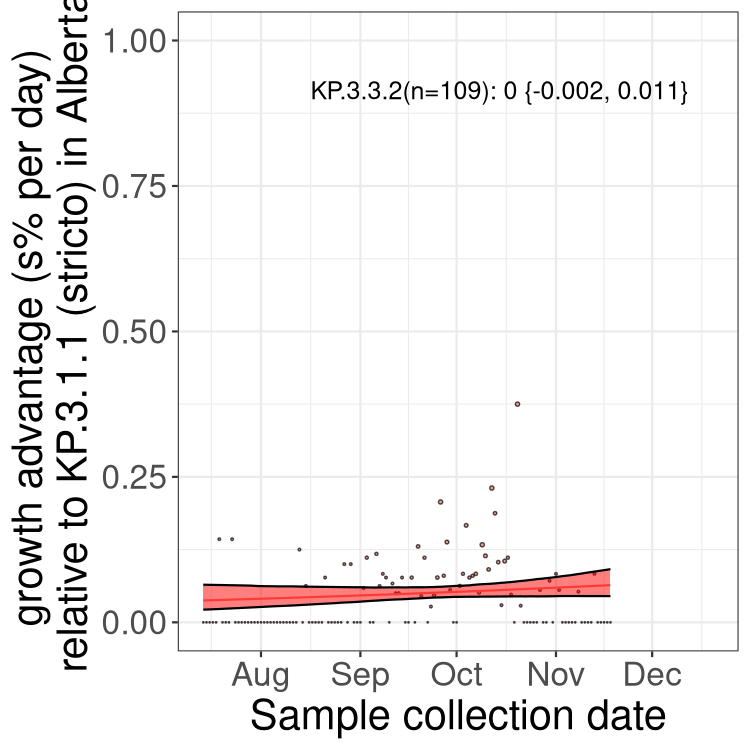 growth advantage (s% per day)
relative to KP.3.1.1 (stricto) in Alberta
1.00
0.75
0.50
0.25
0.00
KP.3.3.2(n=109): 0 {-0.002, 0.011}
Aug Sep Oct Nov Dec
Sample collection date